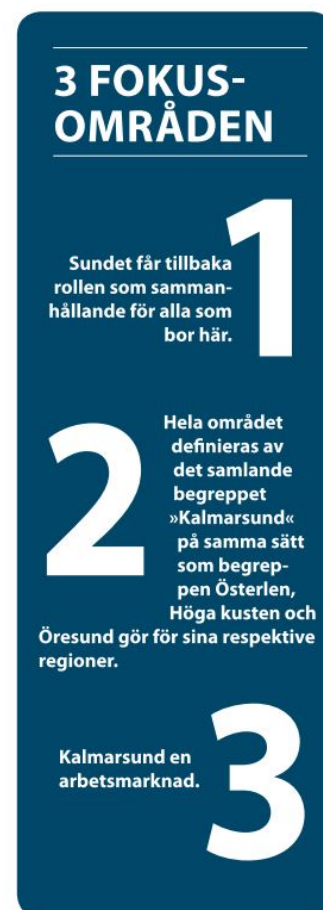 3 FOKUS-
OMRÅDEN
1
Sundet får tillbaka
rollen som samman-
hållande för alla som
bor här.
2
Hela området
definieras av
det samlande
begreppet
»Kalmarsund«
på samma sätt
som begrep-
pen Österlen,
Höga kusten och
Öresund gör för sina respektive
regioner.
3
Kalmarsund en
arbetsmarknad.